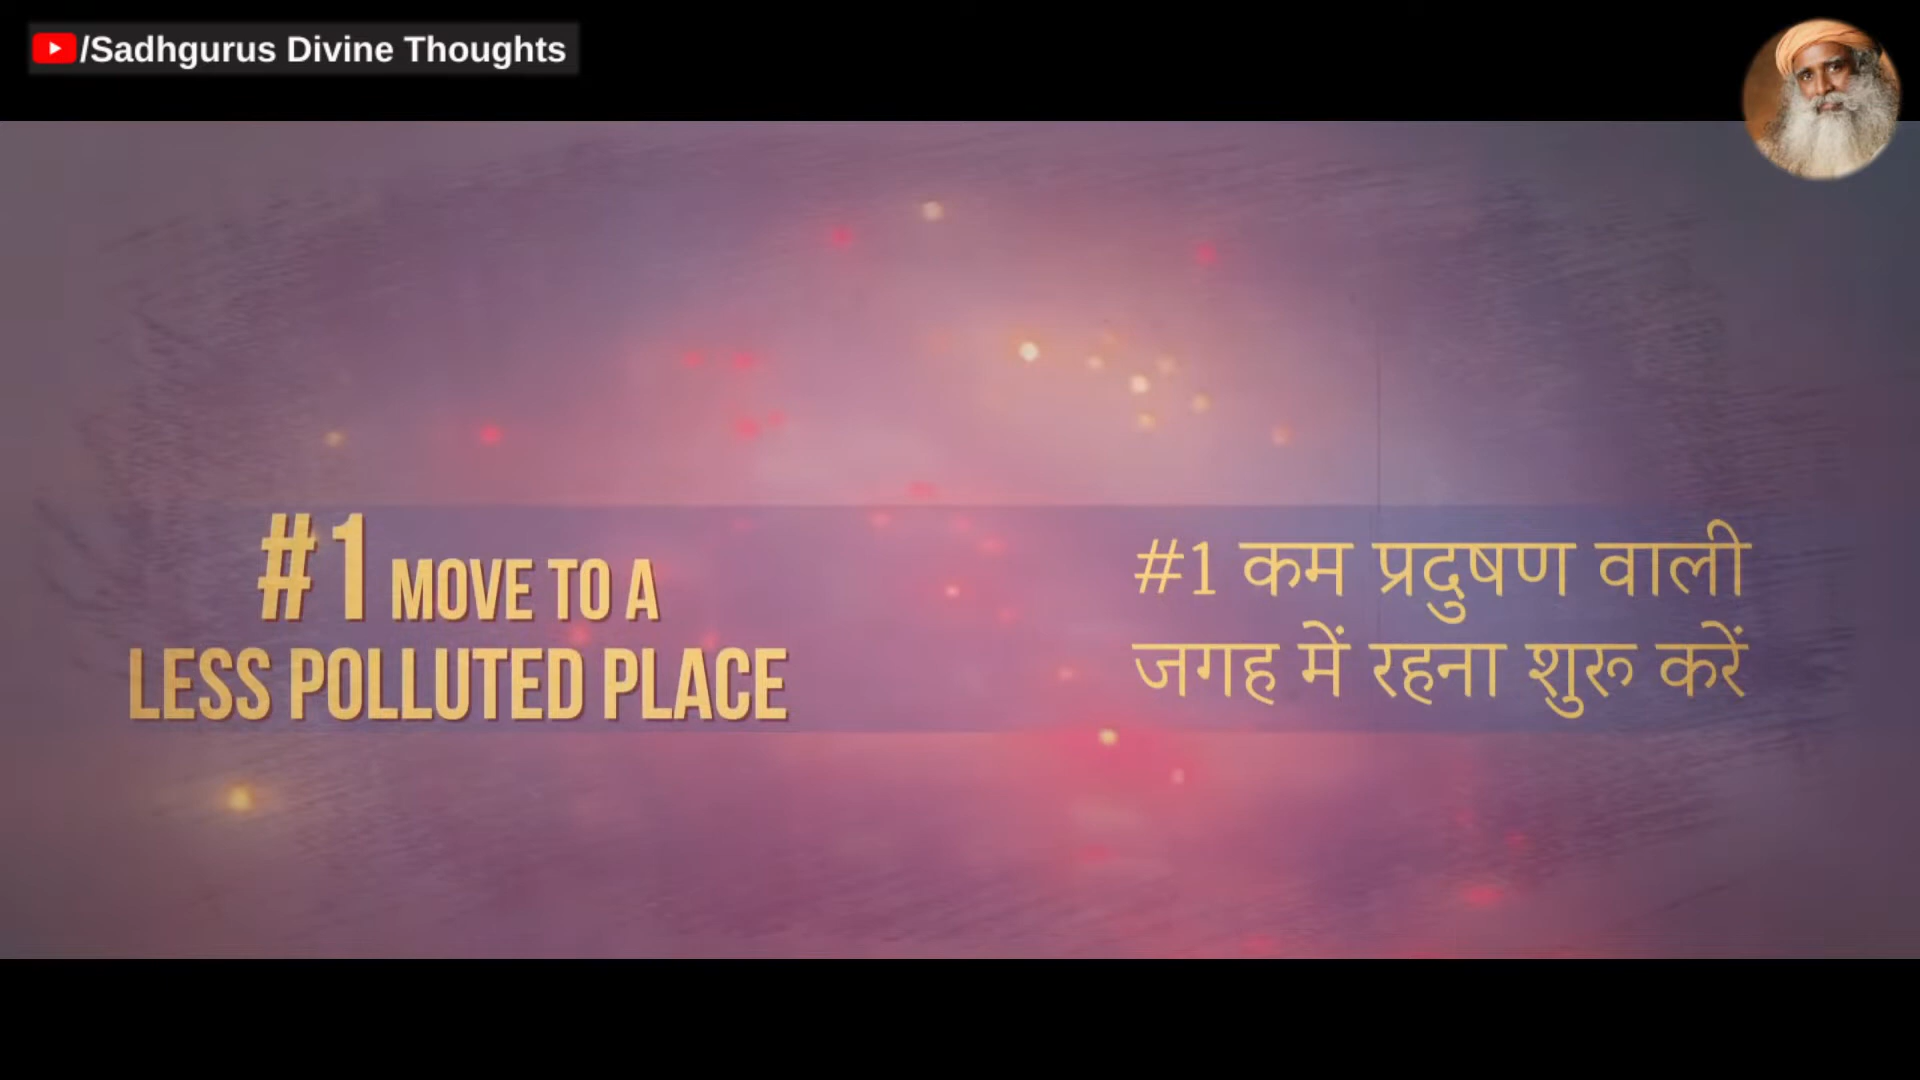 /Sadhgurus Divine Thoughts
#1 MOVE TO A
LESS POLLUTED PLACE
#1 कम प्रदुषण वाली
जगह में रहना शुरू करें